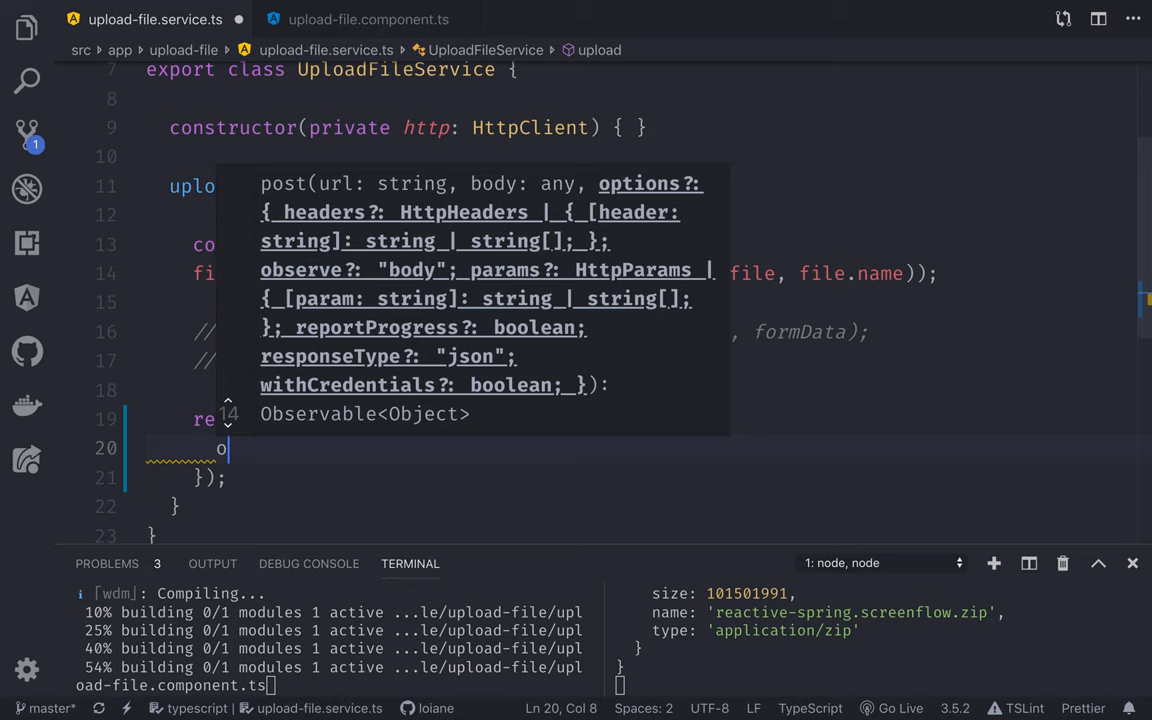 upload-file.service.ts
upload-file.component.ts
src
app
upload-file
upload-file.service.ts
UploadFileService
upload
7 export class UploadFileService {
8
9 constructor(private http: HttpClient) { }
10
11 uplo
12
13 co
14 fi file, file.name));
15
16 // , formData);
17 //
18
19 re
20 o
21 });
22 }
23 }
post(url: string, body: any, options?:
{ headers?: HttpHeaders | { [header:
string]: string | string[]; };
observe?: "body"; params?: HttpParams |
{ [param: string]: string | string[];
}; reportProgress?: boolean;
responseType?: "json";
withCredentials?: boolean; }):
14 Observable<Object>
1
PROBLEMS 3 OUTPUT DEBUG CONSOLE TERMINAL 1: node, node
i ｢wdm｣: Compiling...
10% building 0/1 modules 1 active ...le/upload-file/upl
25% building 0/1 modules 1 active ...le/upload-file/upl
40% building 0/1 modules 1 active ...le/upload-file/upl
54% building 0/1 modules 1 active ...le/upload-file/upl
oad-file.component.ts
size: 101501991,
name: 'reactive-spring.screenflow.zip',
type: 'application/zip'
}
}
master* typescript | upload-file.service.ts loiane Ln 20, Col 8 Spaces: 2 UTF-8 LF TypeScript Go Live 3.5.2 TSLint Prettier